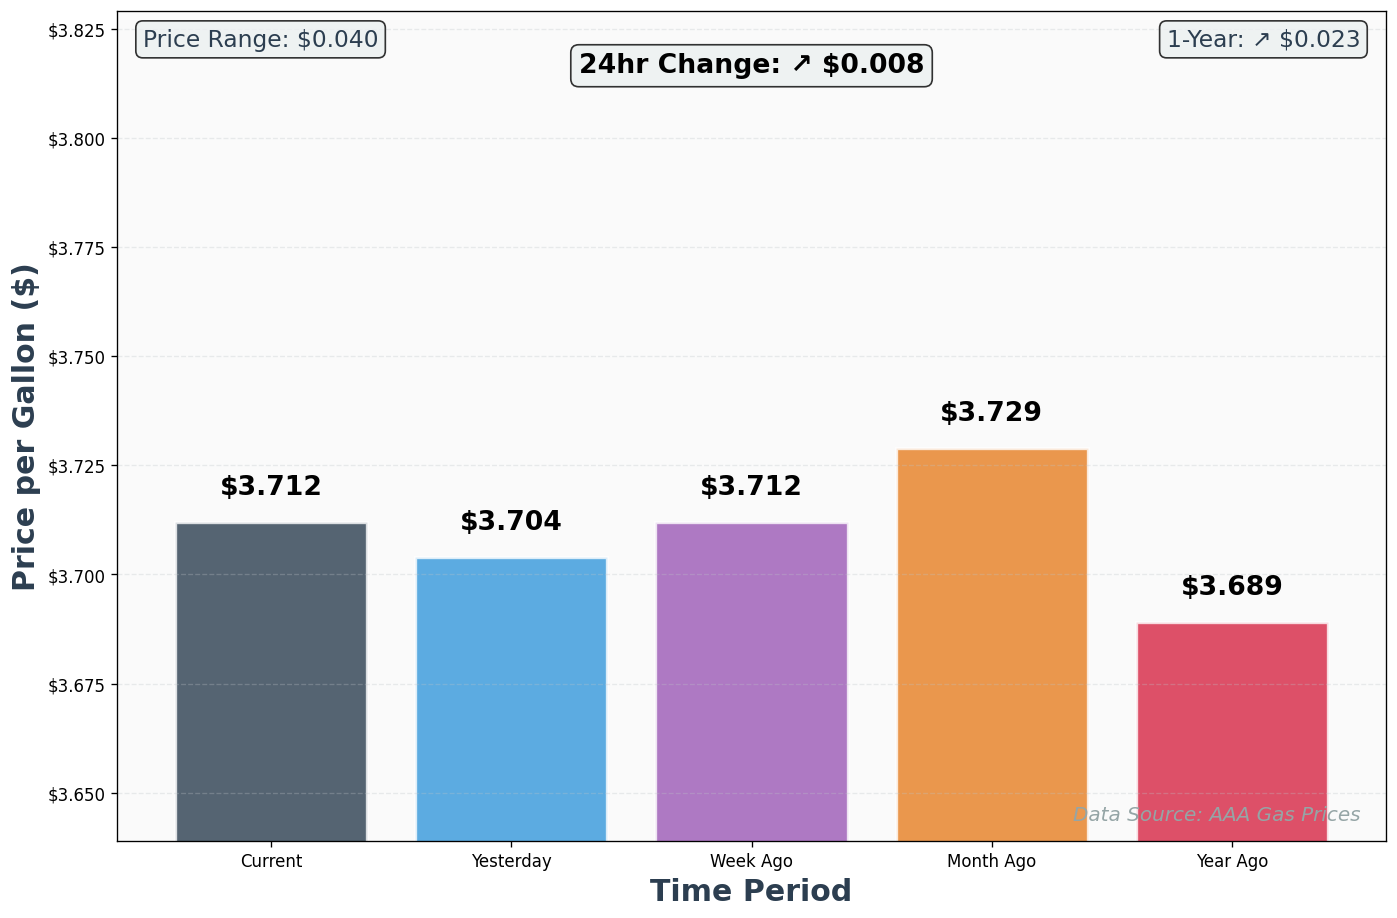 Price Range: $0.040
24hr Change: ↗ $0.008
1-Year: ↗ $0.023
Price per Gallon ($)
$3.825
$3.800
$3.775
$3.750
$3.725
$3.700
$3.675
$3.650
$3.712
$3.704
$3.712
$3.729
$3.689
Data Source: AAA Gas Prices
Current
Yesterday
Week Ago
Month Ago
Year Ago
Time Period